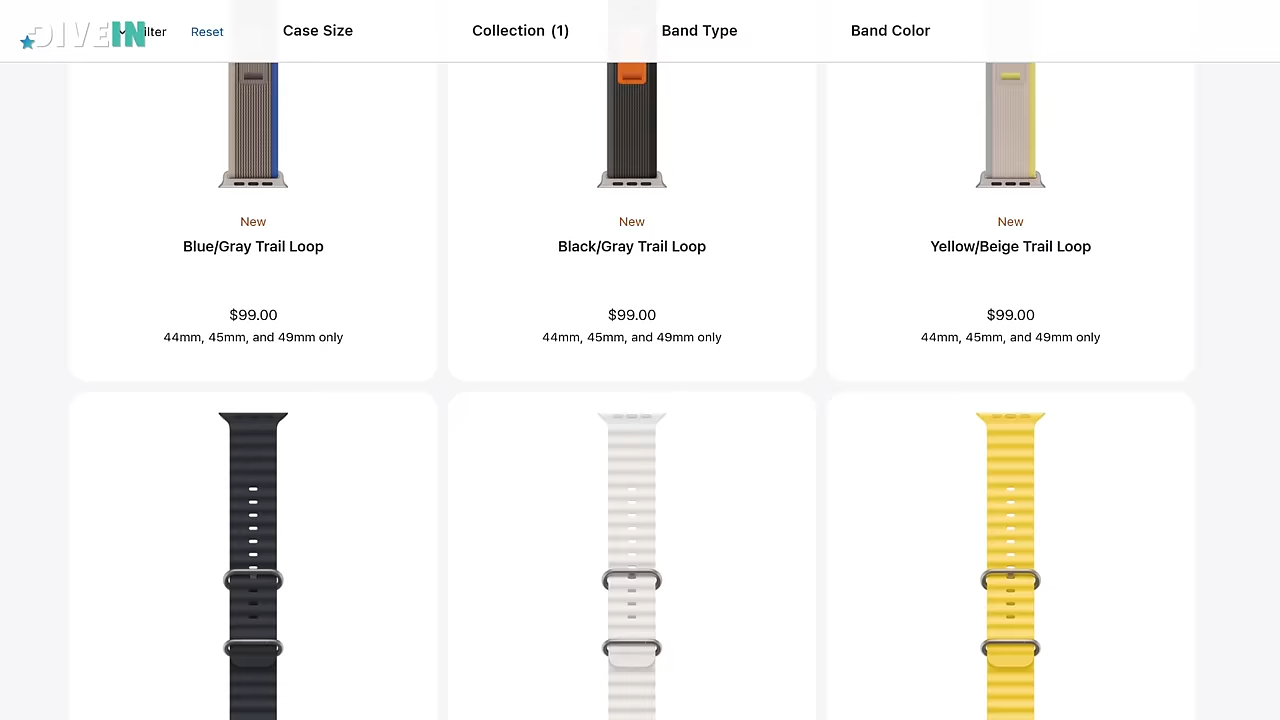 DIVEIN
Filter
Reset
Case Size
Collection (1)
Band Type
Band Color
New
Blue/Gray Trail Loop
$99.00
44mm, 45mm, and 49mm only
New
Black/Gray Trail Loop
$99.00
44mm, 45mm, and 49mm only
New
Yellow/Beige Trail Loop
$99.00
44mm, 45mm, and 49mm only